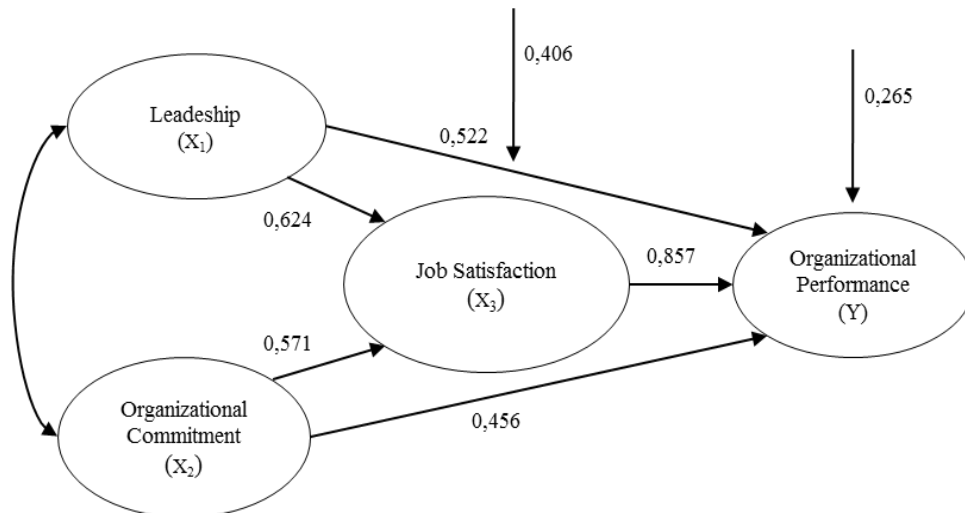 0,406
0,265
Leadeship
(X₁)
0,522
0,624
Job Satisfaction
(X₃)
0,857
Organizational
Performance
(Y)
0,571
Organizational
Commitment
(X₂)
0,456